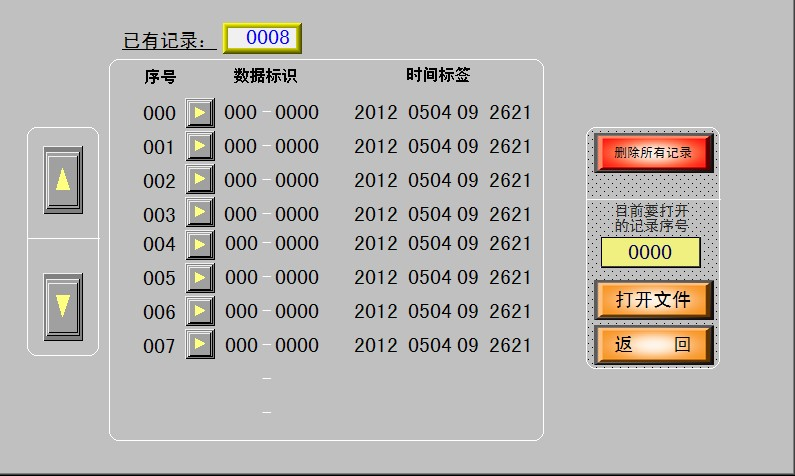 已有记录： 0008
序号 数据标识 时间标签
000 000 - 0000 2012 0504 09 2621
001 000 - 0000 2012 0504 09 2621
002 000 - 0000 2012 0504 09 2621
003 000 - 0000 2012 0504 09 2621
004 000 - 0000 2012 0504 09 2621
005 000 - 0000 2012 0504 09 2621
006 000 - 0000 2012 0504 09 2621
007 000 - 0000 2012 0504 09 2621
-
-
删除所有记录
目前要打开
的记录序号
0000
打开文件
返 回